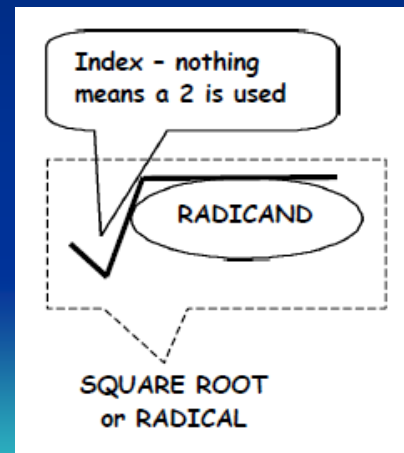 Index – nothing
means a 2 is used
RADICAND
SQUARE ROOT
or RADICAL